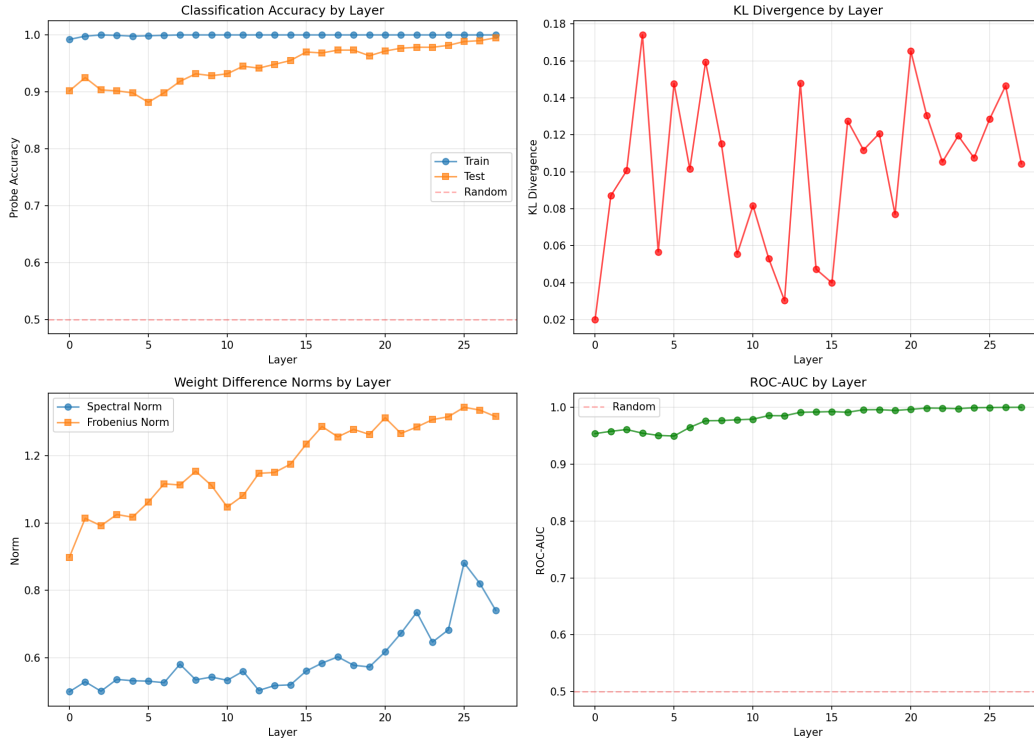 Classification Accuracy by Layer
1.0
0.9
0.8
0.7
0.6
0.5
Probe Accuracy
Train
Test
Random
0 5 10 15 20 25
Layer
KL Divergence by Layer
0.18
0.16
0.14
0.12
0.10
0.08
0.06
0.04
0.02
KL Divergence
0 5 10 15 20 25
Layer
Weight Difference Norms by Layer
Spectral Norm
Frobenius Norm
1.2
1.0
0.8
0.6
Norm
0 5 10 15 20 25
Layer
ROC-AUC by Layer
Random
1.0
0.9
0.8
0.7
0.6
0.5
ROC-AUC
0 5 10 15 20 25
Layer